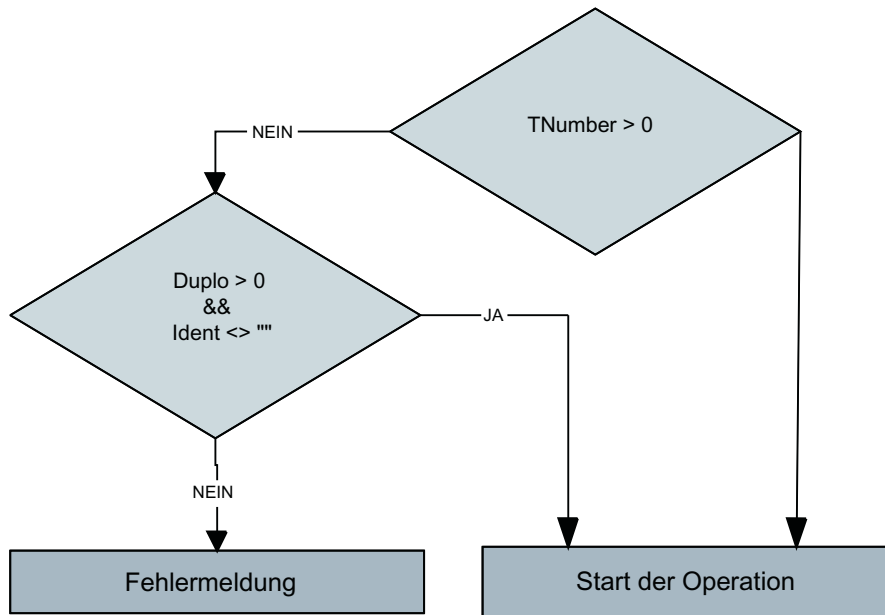 TNumber > 0
NEIN
Duplo > 0
&&
Ident <> ""
JA
NEIN
Fehlermeldung
Start der Operation